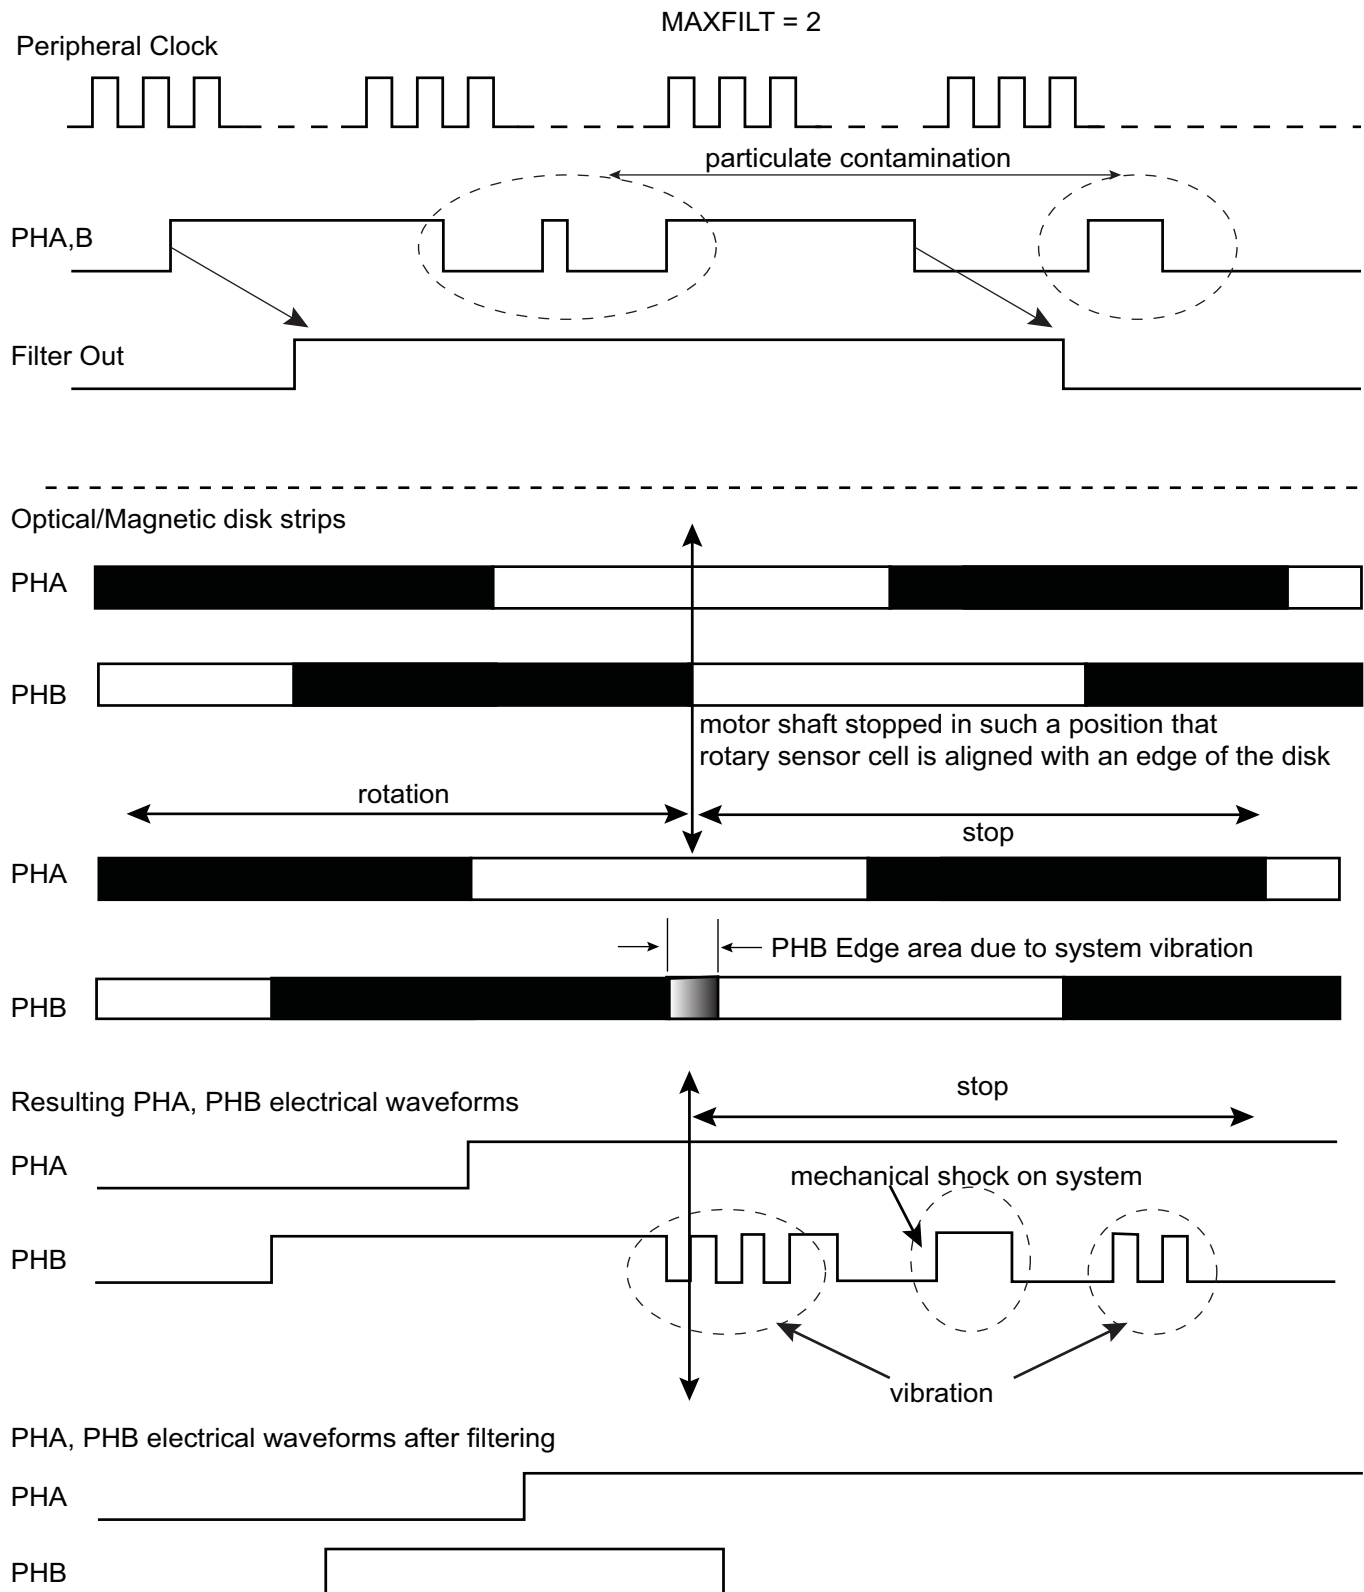 MAXFILT = 2
Peripheral Clock
particulate contamination
PHA,B
Filter Out
Optical/Magnetic disk strips
PHA
PHB
motor shaft stopped in such a position that
rotary sensor cell is aligned with an edge of the disk
rotation
stop
PHA
PHB Edge area due to system vibration
PHB
Resulting PHA, PHB electrical waveforms
stop
PHA
mechanical shock on system
PHB
vibration
PHA, PHB electrical waveforms after filtering
PHA
PHB